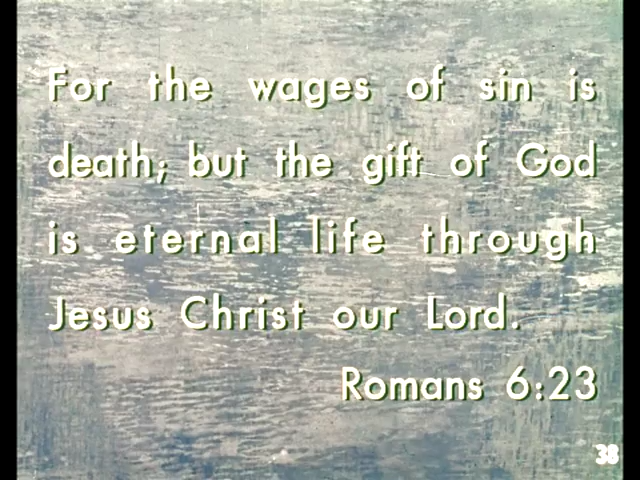 For the wages of sin is
death; but the gift of God
is eternal life through
Jesus Christ our Lord.
Romans 6:23
38